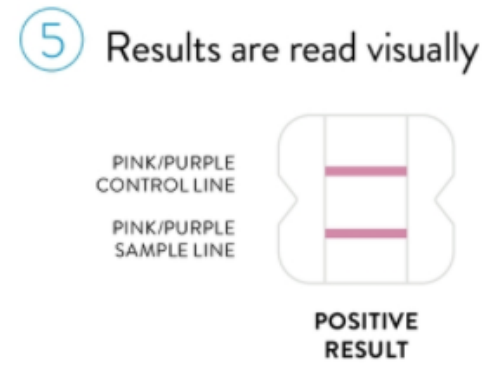 5 Results are read visually
PINK/PURPLE
CONTROL LINE
PINK/PURPLE
SAMPLE LINE
POSITIVE
RESULT